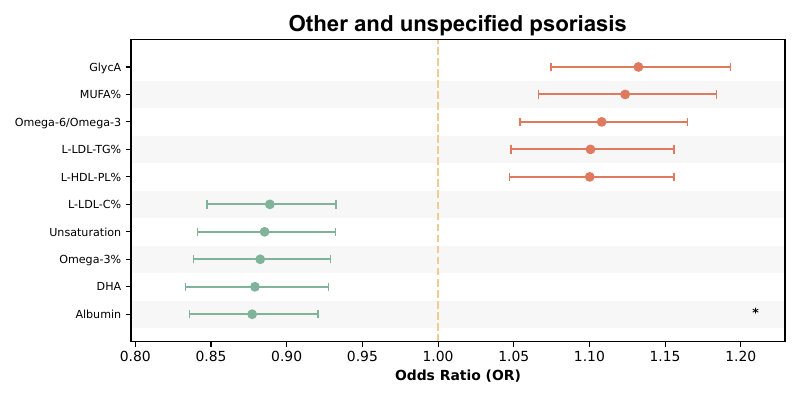 Other and unspecified psoriasis
GlycA
MUFA%
Omega-6/Omega-3
L-LDL-TG%
L-HDL-PL%
L-LDL-C%
Unsaturation
Omega-3%
DHA
Albumin
*
0.80 0.85 0.90 0.95 1.00 1.05 1.10 1.15 1.20
Odds Ratio (OR)